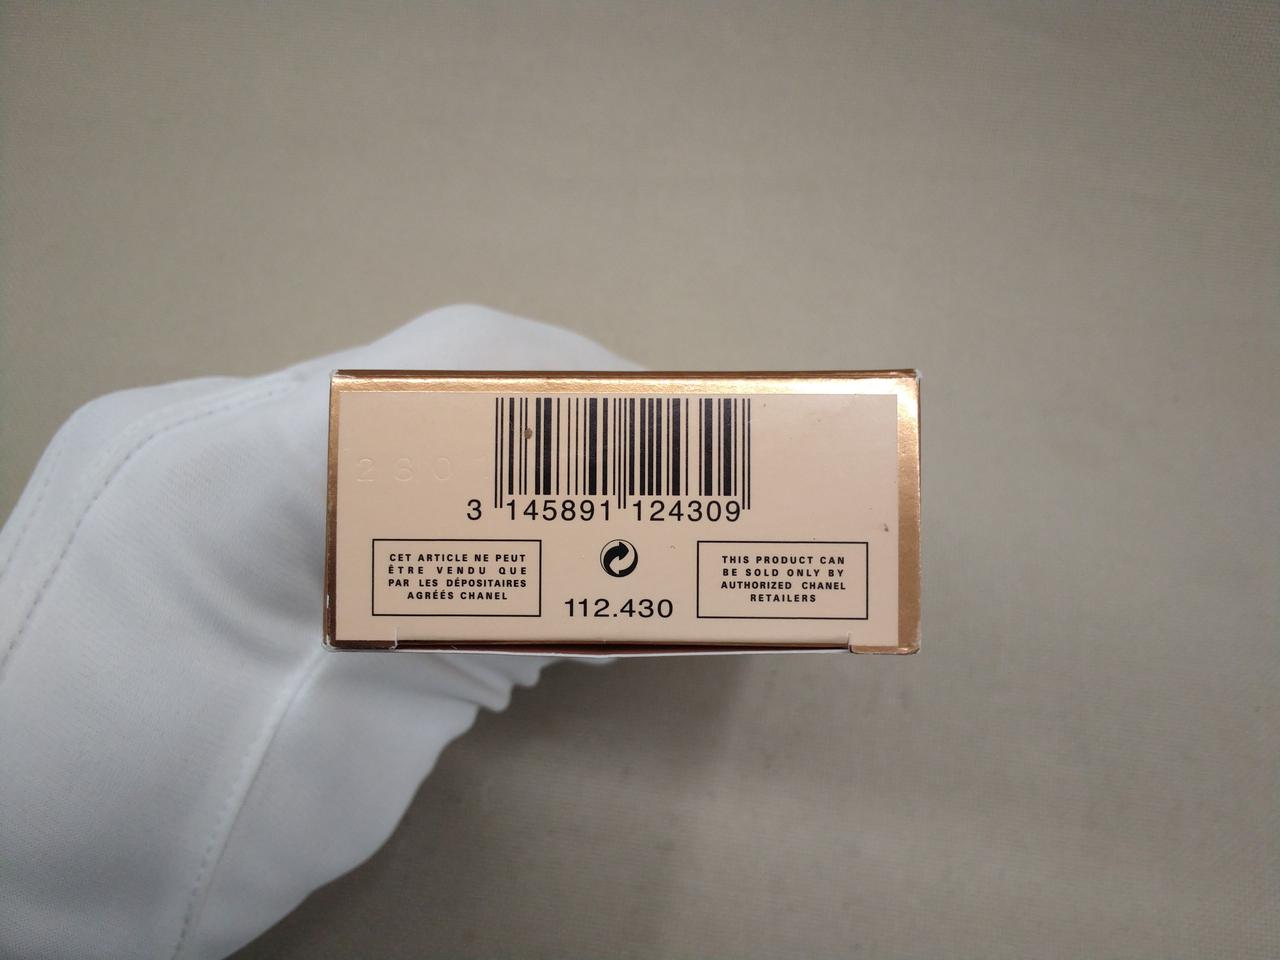 2801
3 145891 124309
CET ARTICLE NE PEUT
ÊTRE VENDU QUE
PAR LES DÉPOSITAIRES
AGRÉÉS CHANEL
112.430
THIS PRODUCT CAN
BE SOLD ONLY BY
AUTHORIZED CHANEL
RETAILERS